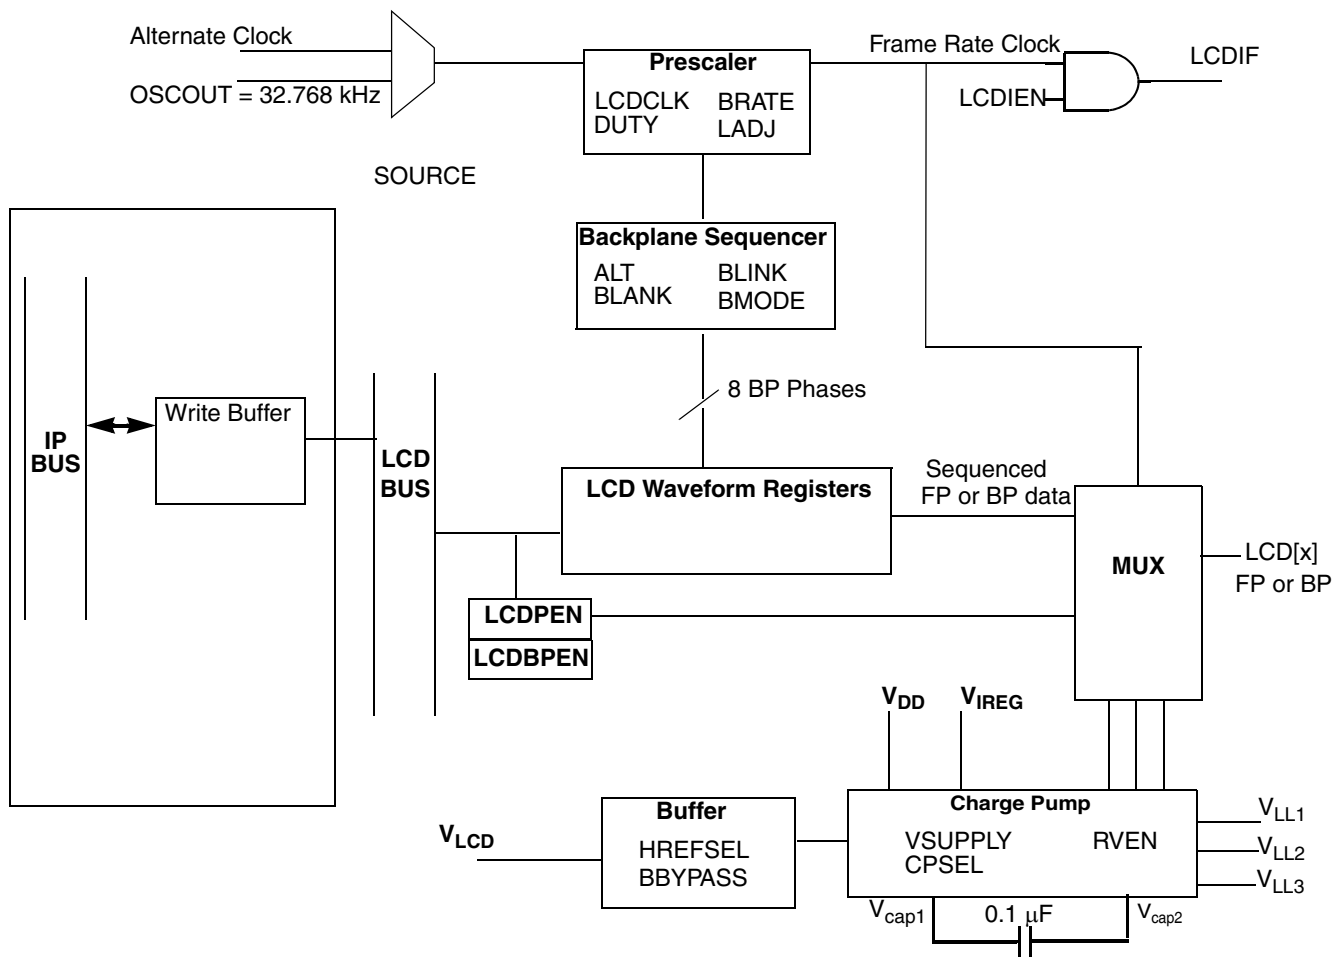 Alternate Clock
OSCOUT = 32.768 kHz
SOURCE
Prescaler
LCDCLK BRATE
DUTY LADJ
Frame Rate Clock
LCDIEN
LCDIF
Backplane Sequencer
ALT BLINK
BLANK BMODE
8 BP Phases
IP
BUS
Write Buffer
LCD
BUS
LCD Waveform Registers
Sequenced
FP or BP data
MUX
LCD[x]
FP or BP
LCDPEN
LCDBPEN
VDD
VIREG
VLCD
Buffer
HREFSEL
BBYPASS
Charge Pump
VSUPPLY RVEN
CPSEL
VLL1
VLL2
VLL3
Vcap1
0.1 μF
Vcap2